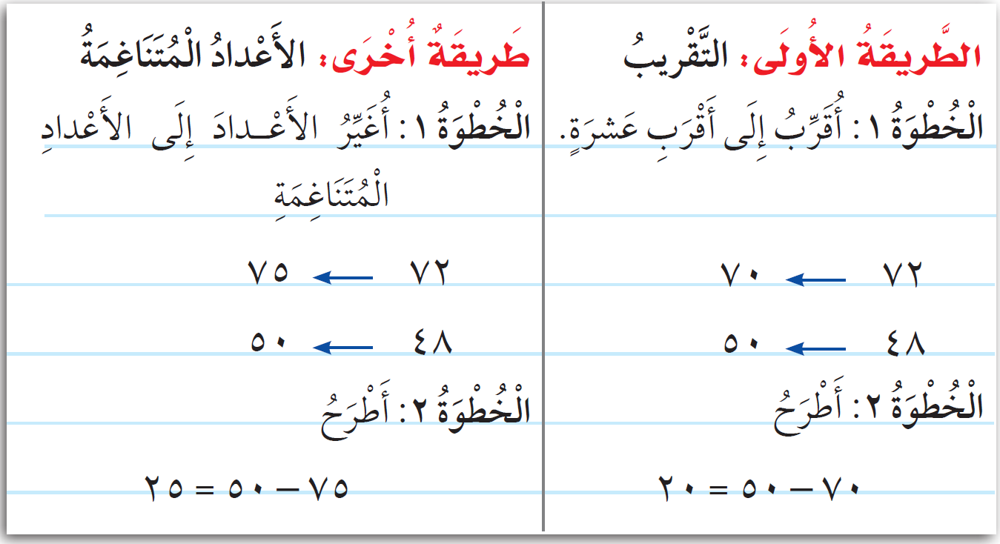 الطَّرِيقَةُ الأُولَى: التَّقْرِيبُ
الْخُطْوَةُ ١ : أُقَرِّبُ إِلَى أَقْرَبِ عَشرَةٍ.
٧٢ ← ٧٠
٤٨ ← ٥٠
الْخُطْوَةُ ٢ : أَطْرَحُ
٧٠ – ٥٠ = ٢٠
طَرِيقَةٌ أُخْرَى: الأَعْدادُ الْمُتَنَاغِمَةُ
الْخُطْوَةُ ١ : أُغَيِّرُ الأَعْـدادَ إِلَى الأَعْدادِ
الْمُتَنَاغِمَةِ
٧٢ ← ٧٥
٤٨ ← ٥٠
الْخُطْوَةُ ٢ : أَطْرَحُ
٧٥ – ٥٠ = ٢٥